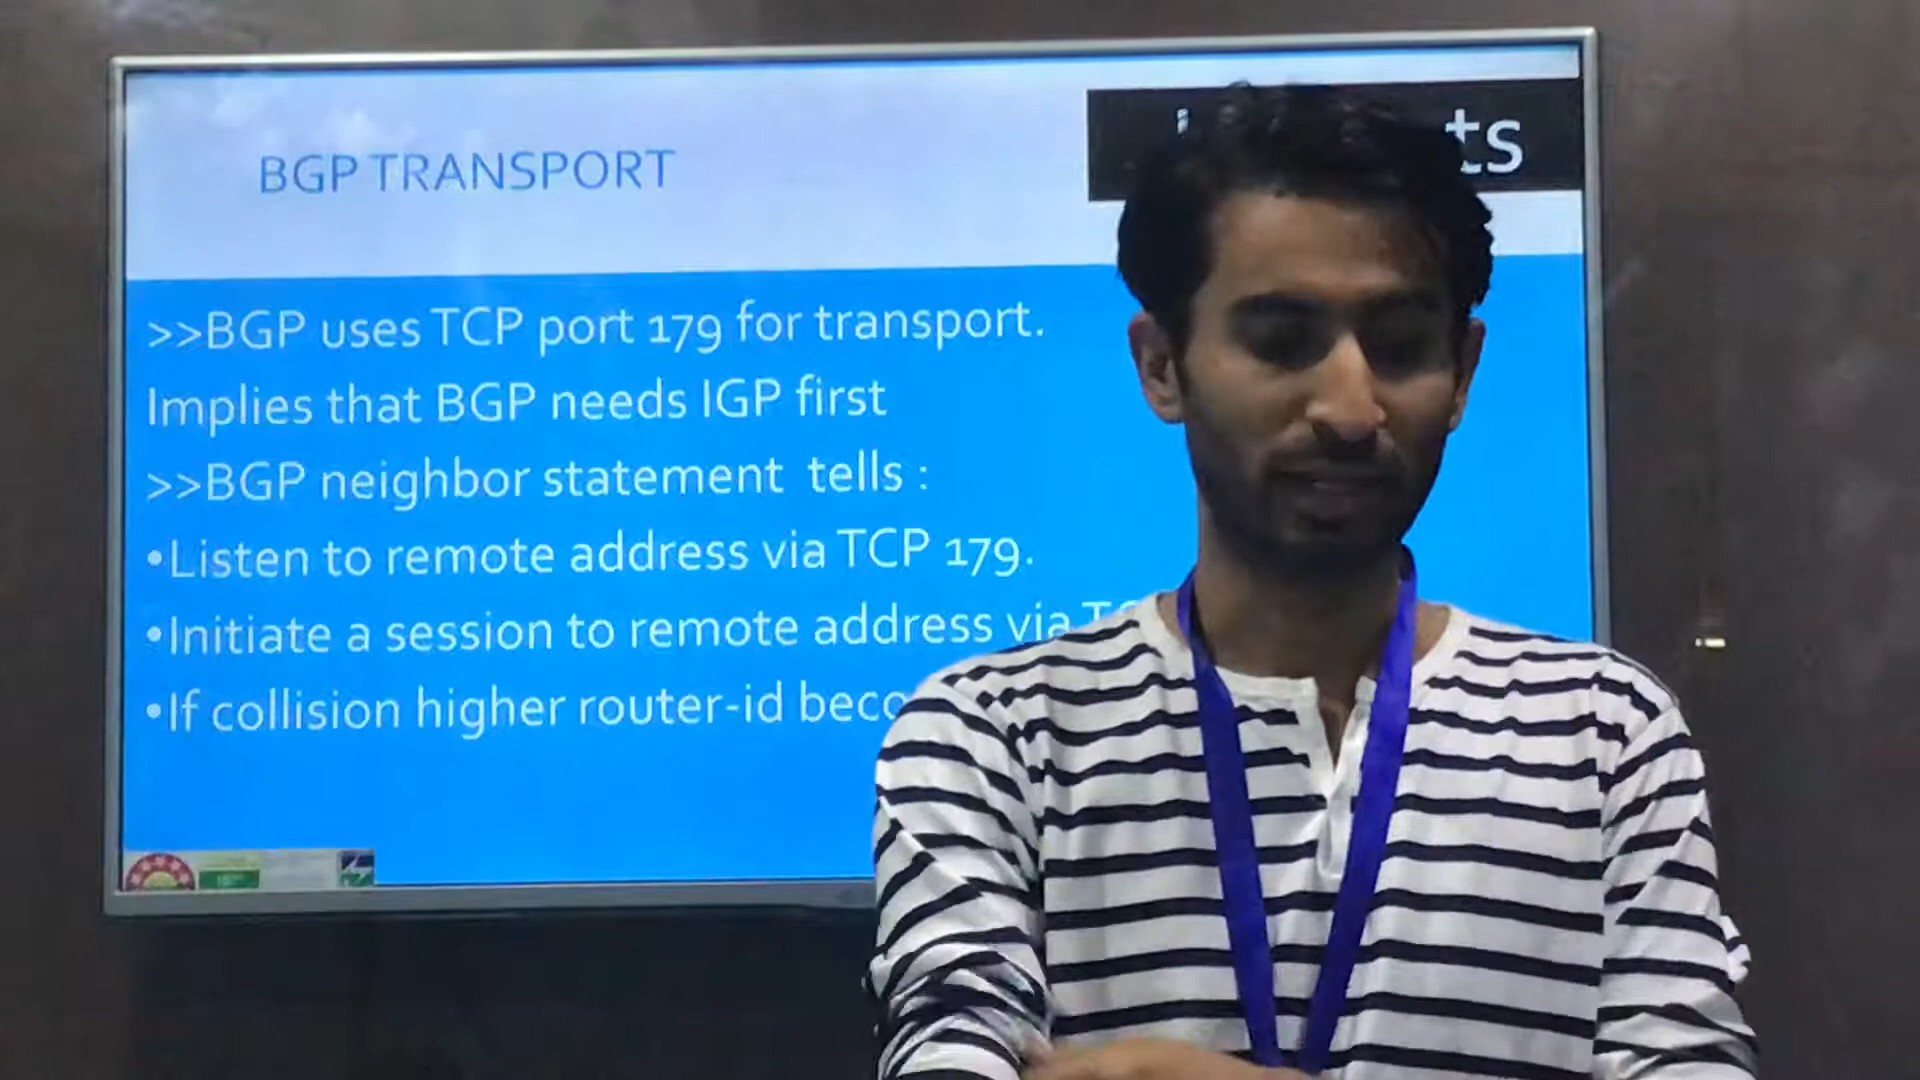 BGP TRANSPORT
ts
>>BGP uses TCP port 179 for transport.
Implies that BGP needs IGP first
>>BGP neighbor statement tells :
•Listen to remote address via TCP 179.
•Initiate a session to remote address via
•If collision higher router-id